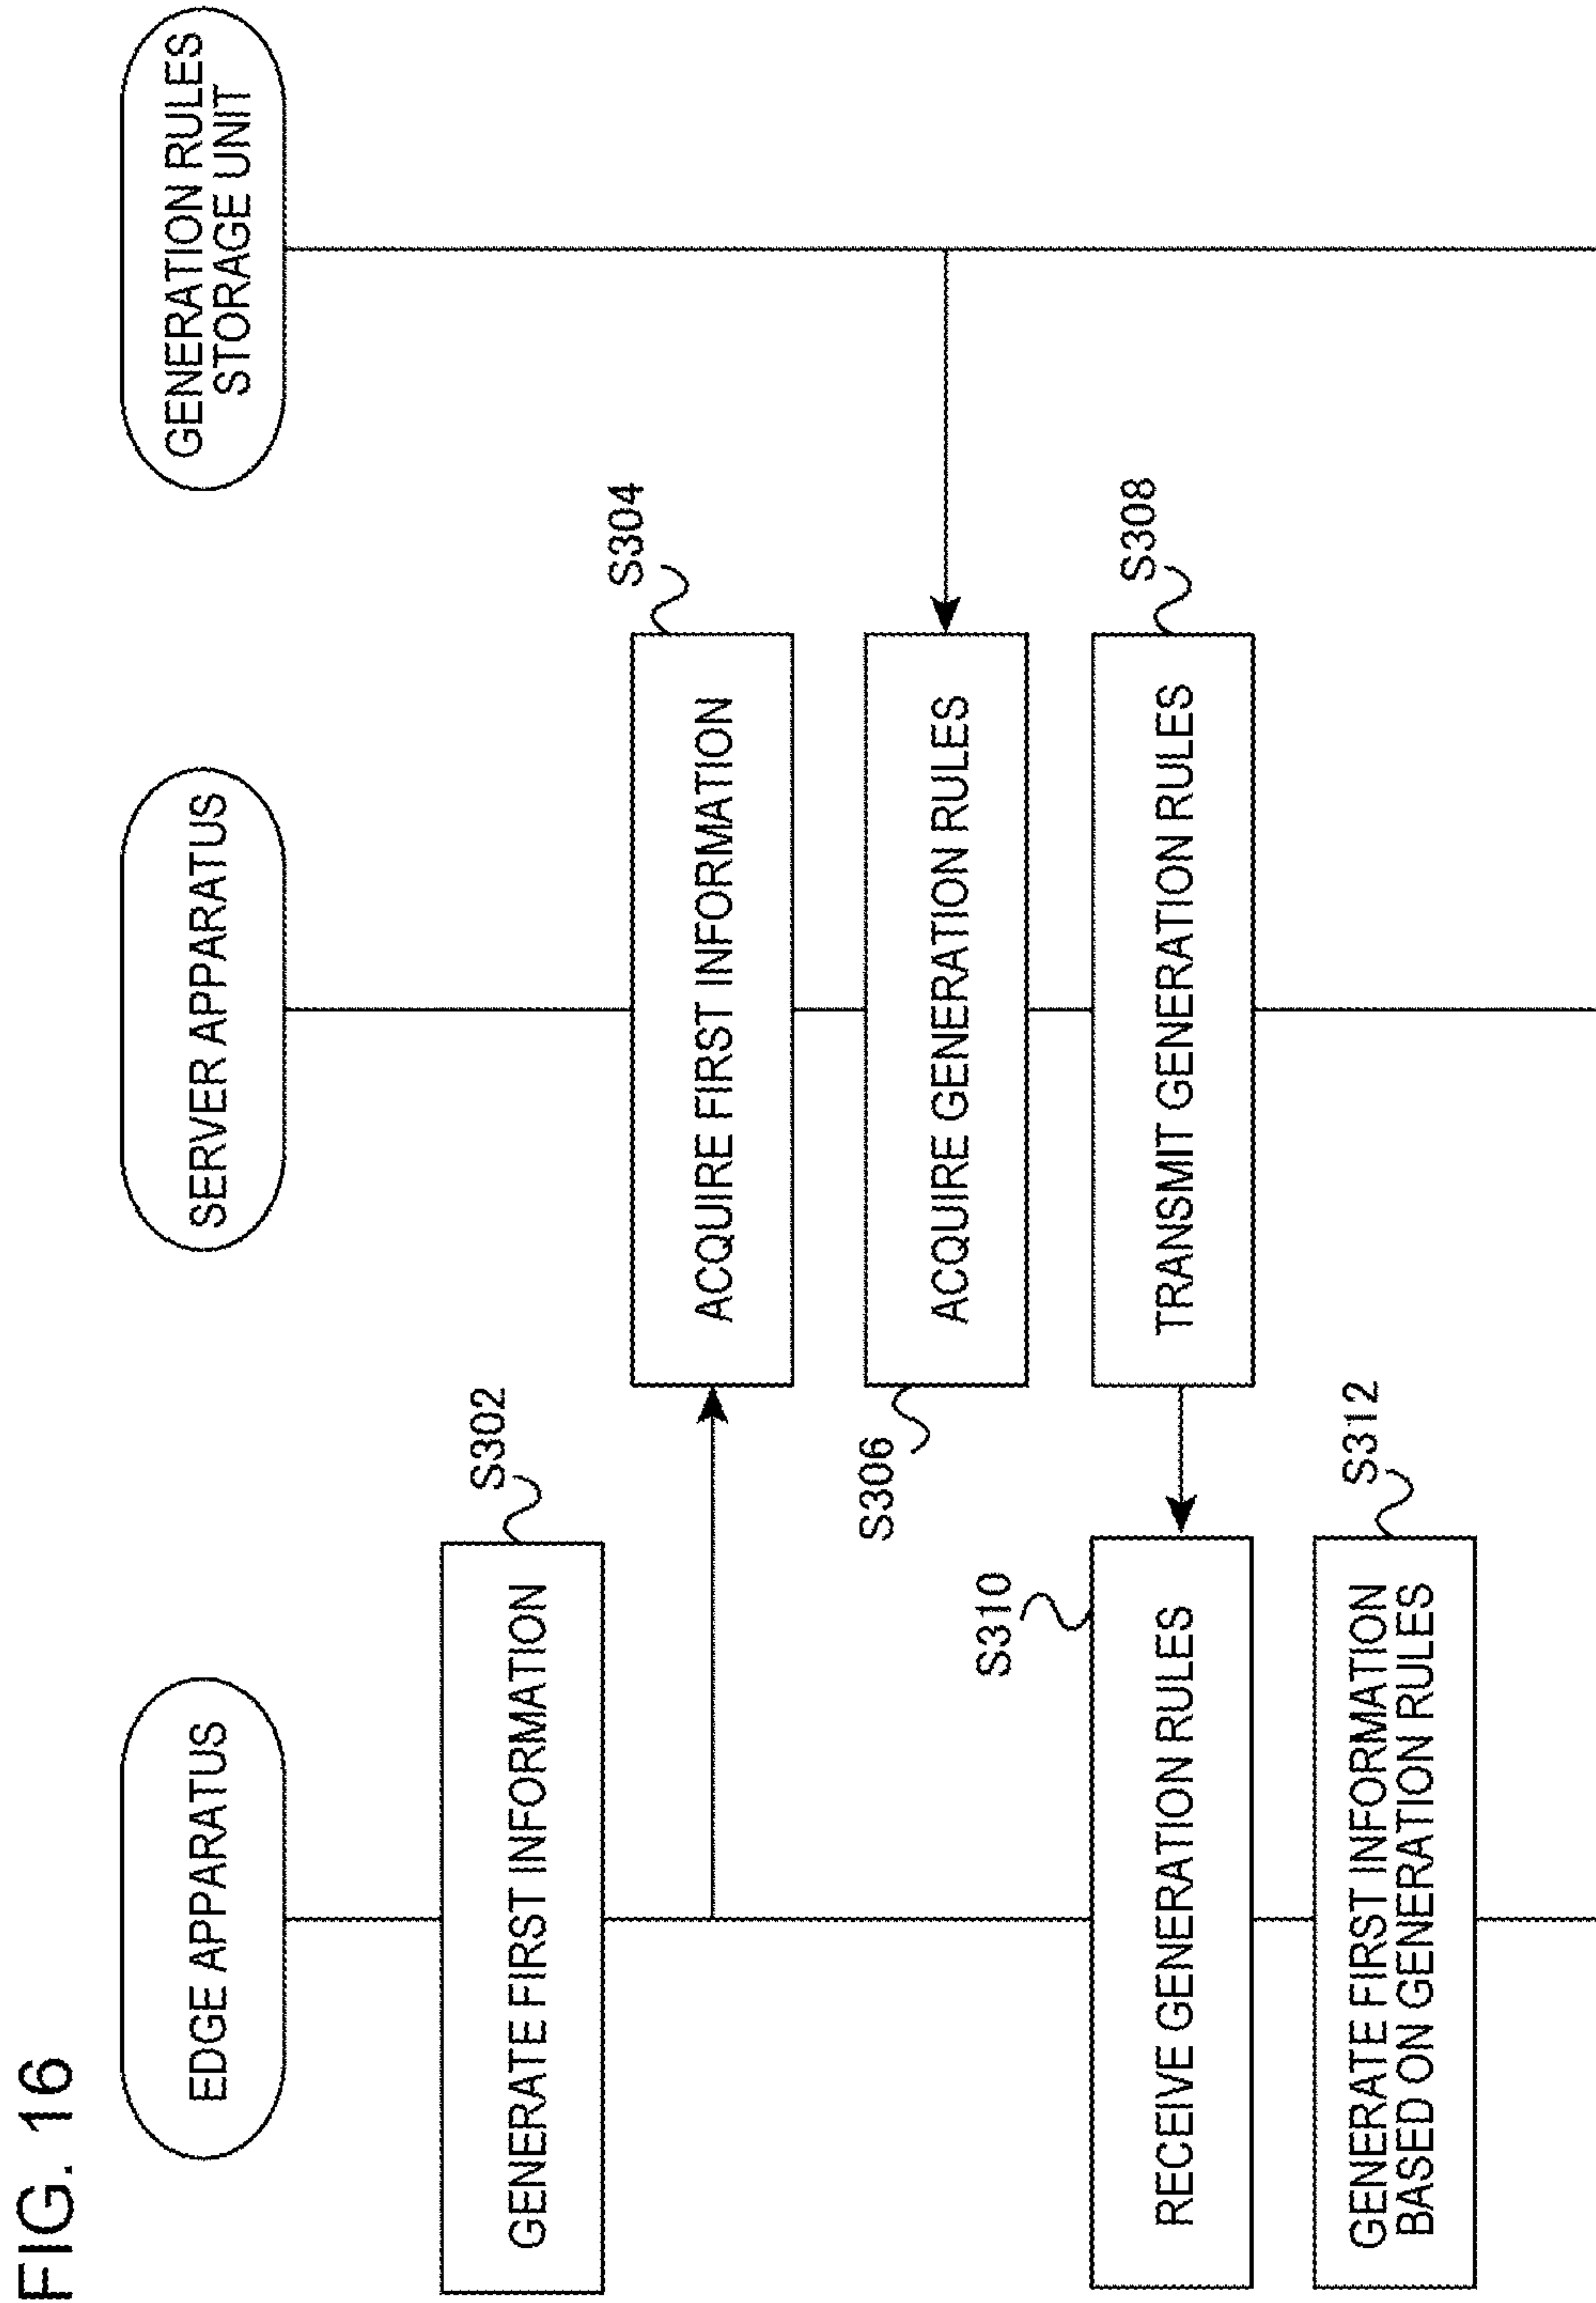 FIG. 16
EDGE APPARATUS
SERVER APPARATUS
GENERATION RULES
STORAGE UNIT
S302
GENERATE FIRST INFORMATION
S304
ACQUIRE FIRST INFORMATION
S306
ACQUIRE GENERATION RULES
S308
TRANSMIT GENERATION RULES
S310
RECEIVE GENERATION RULES
S312
GENERATE FIRST INFORMATION
BASED ON GENERATION RULES